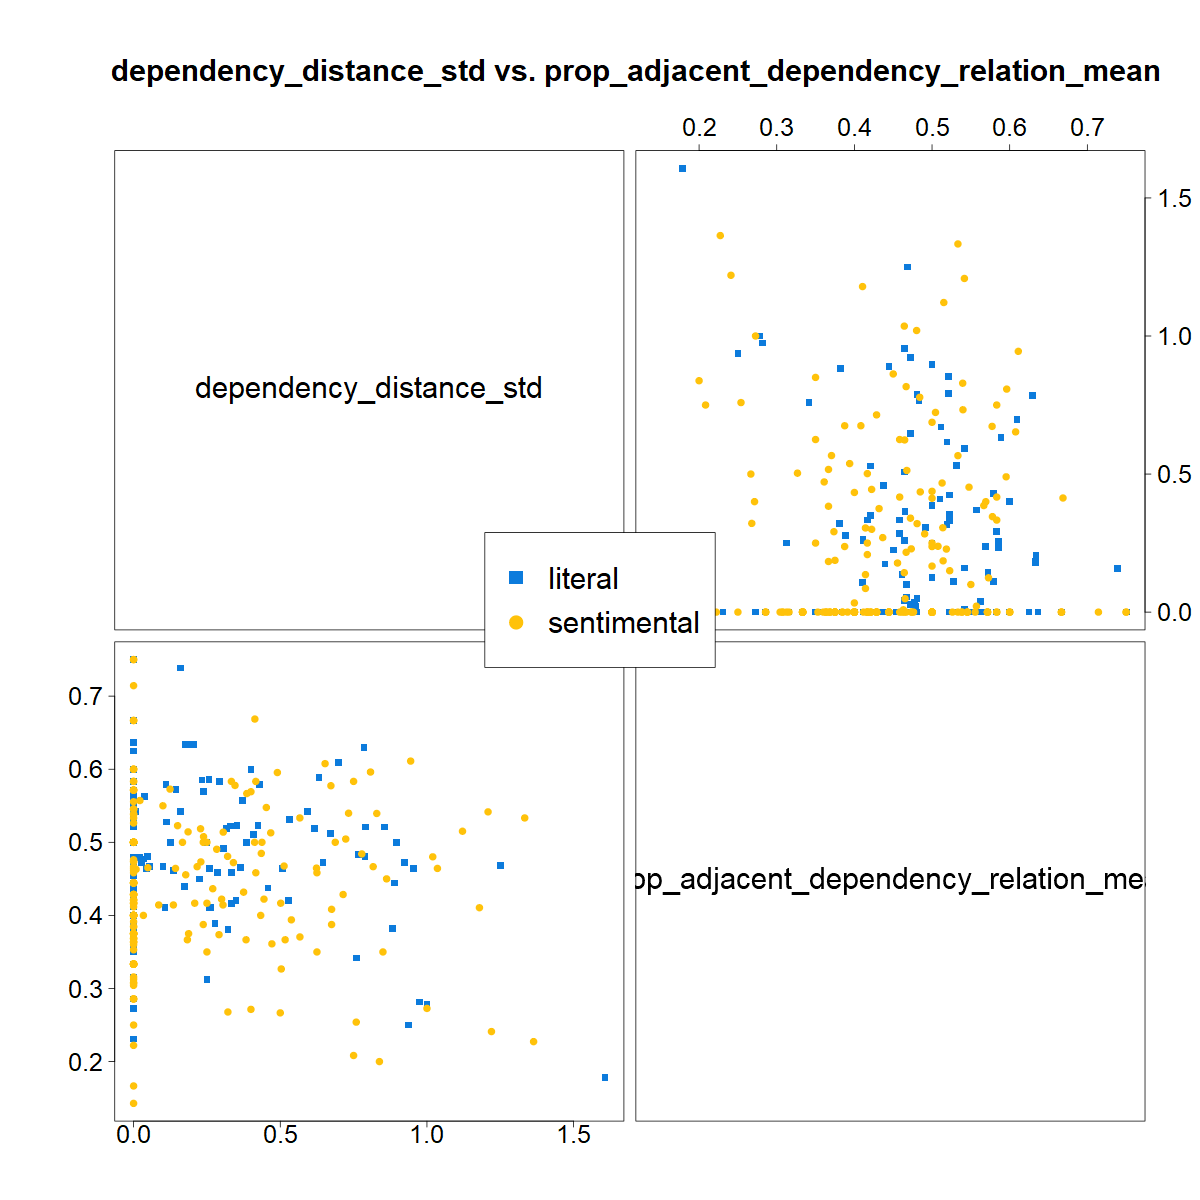 dependency_distance_std vs. prop_adjacent_dependency_relation_mean
0.2 0.3 0.4 0.5 0.6 0.7
dependency_distance_std
1.5
1.0
0.5
0.0
literal
sentimental
0.7
0.6
0.5
0.4
0.3
0.2
op_adjacent_dependency_relation_me
0.0 0.5 1.0 1.5